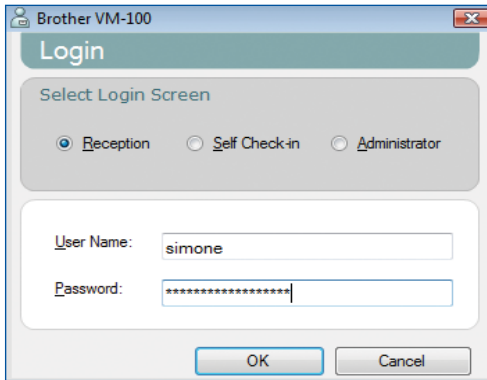 Brother VM-100
Login
Select Login Screen
Reception Self Check-in Administrator
User Name: simone
Password: ******************
OK Cancel